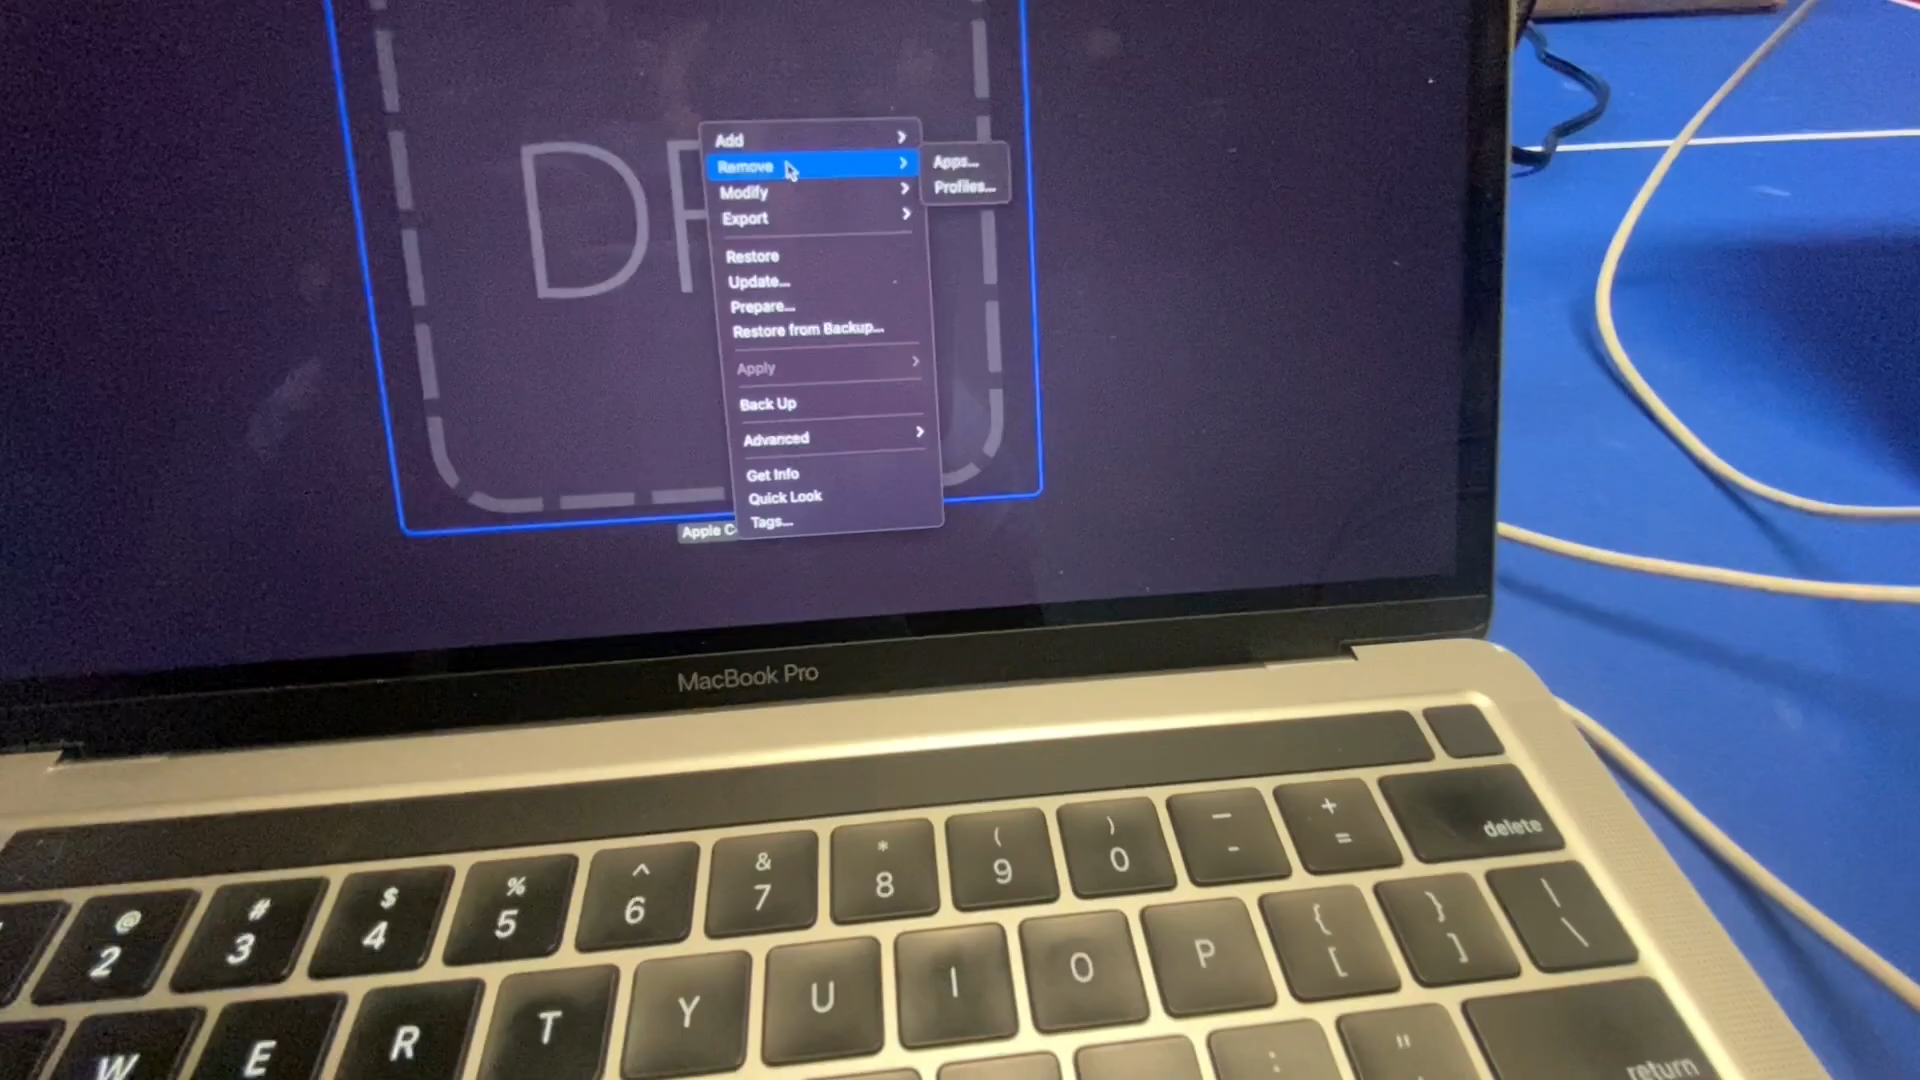 DF
Add
Remove
Apps...
Profiles...
Modify
Export
Restore
Update...
Prepare...
Restore from Backup...
Apply
Back Up
Advanced
Get Info
Quick Look
Tags...
Apple C
MacBook Pro
@ # $ % ^ & * ( ) — +
2 3 4 5 6 7 8 9 0 - = delete
{ } |
W E R T Y U I O P [ ] \
: "
return